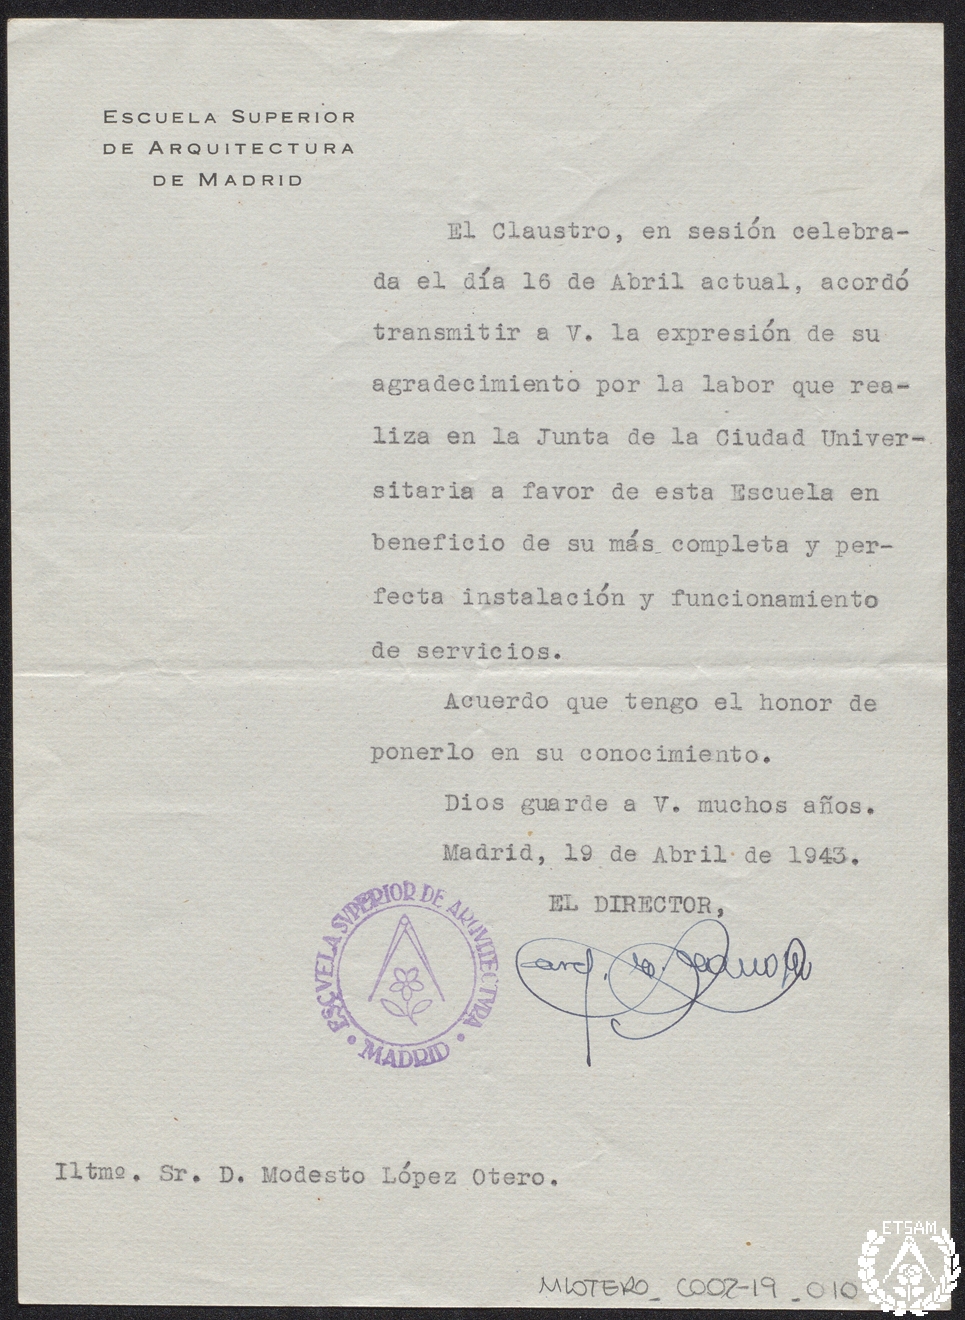 ESCUELA SUPERIOR
DE ARQUITECTURA
DE MADRID
El Claustro, en sesión celebra-
da el día 16 de Abril actual, acordó
transmitir a V. la expresión de su
agradecimiento por la labor que rea-
liza en la Junta de la Ciudad Univer-
sitaria a favor de esta Escuela en
beneficio de su más completa y per-
fecta instalación y funcionamiento
de servicios.
Acuerdo que tengo el honor de
ponerlo en su conocimiento.
Dios guarde a V. muchos años.
Madrid, 19 de Abril de 1943.
EL DIRECTOR,
ESCVELA SVPERIOR DE ARQVITECTVRA
• MADRID •
Iltmº. Sr. D. Modesto López Otero.
ETSAM
MLOTERO_COO2-19_010